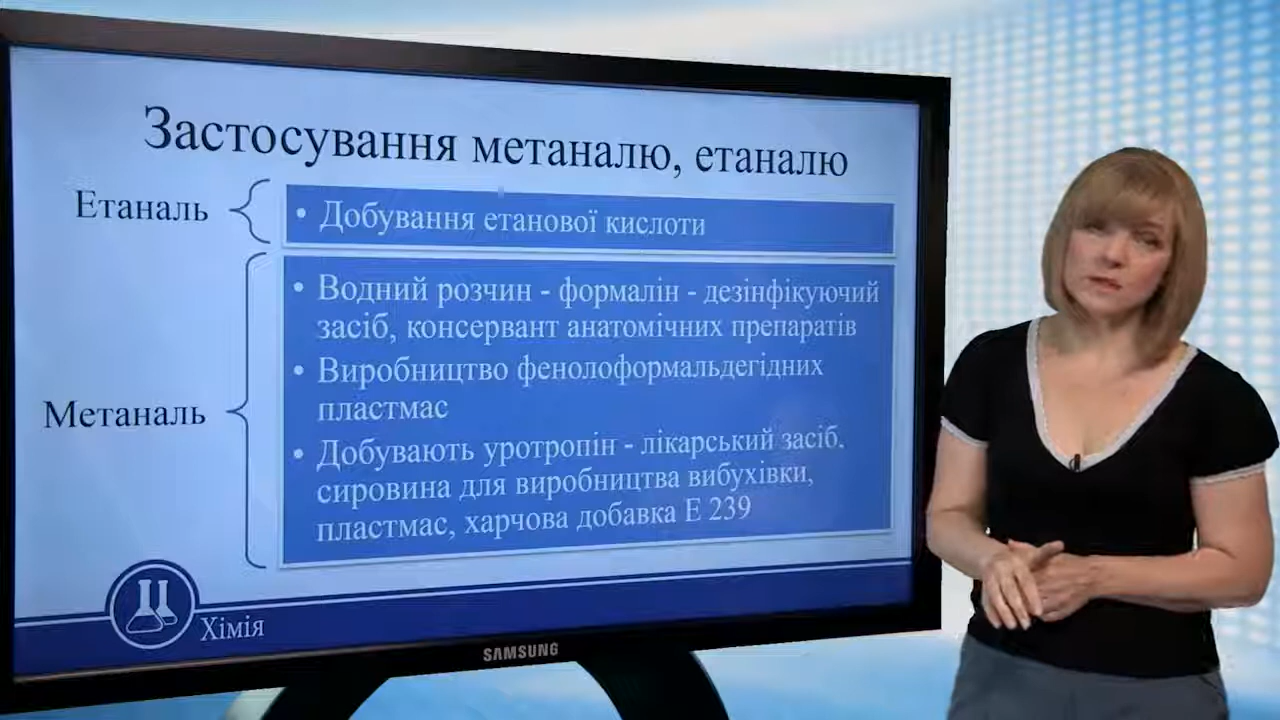 Застосування метаналю, етаналю
Етаналь
• Добування етанової кислоти
Метаналь
• Водний розчин - формалін - дезінфікуючий
засіб, консервант анатомічних препаратів
• Виробництво фенолоформальдегідних
пластмас
• Добувають уротропін - лікарський засіб,
сировина для виробництва вибухівки,
пластмас, харчова добавка Е 239
Хімія
SAMSUNG